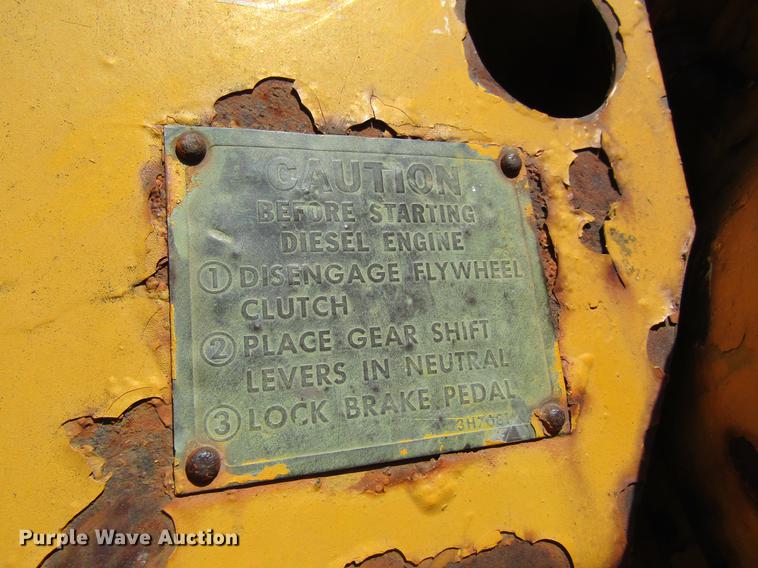 CAUTION
BEFORE STARTING
DIESEL ENGINE
1 DISENGAGE FLYWHEEL
CLUTCH
2 PLACE GEAR SHIFT
LEVERS IN NEUTRAL
3 LOCK BRAKE PEDAL
Purple Wave Auction